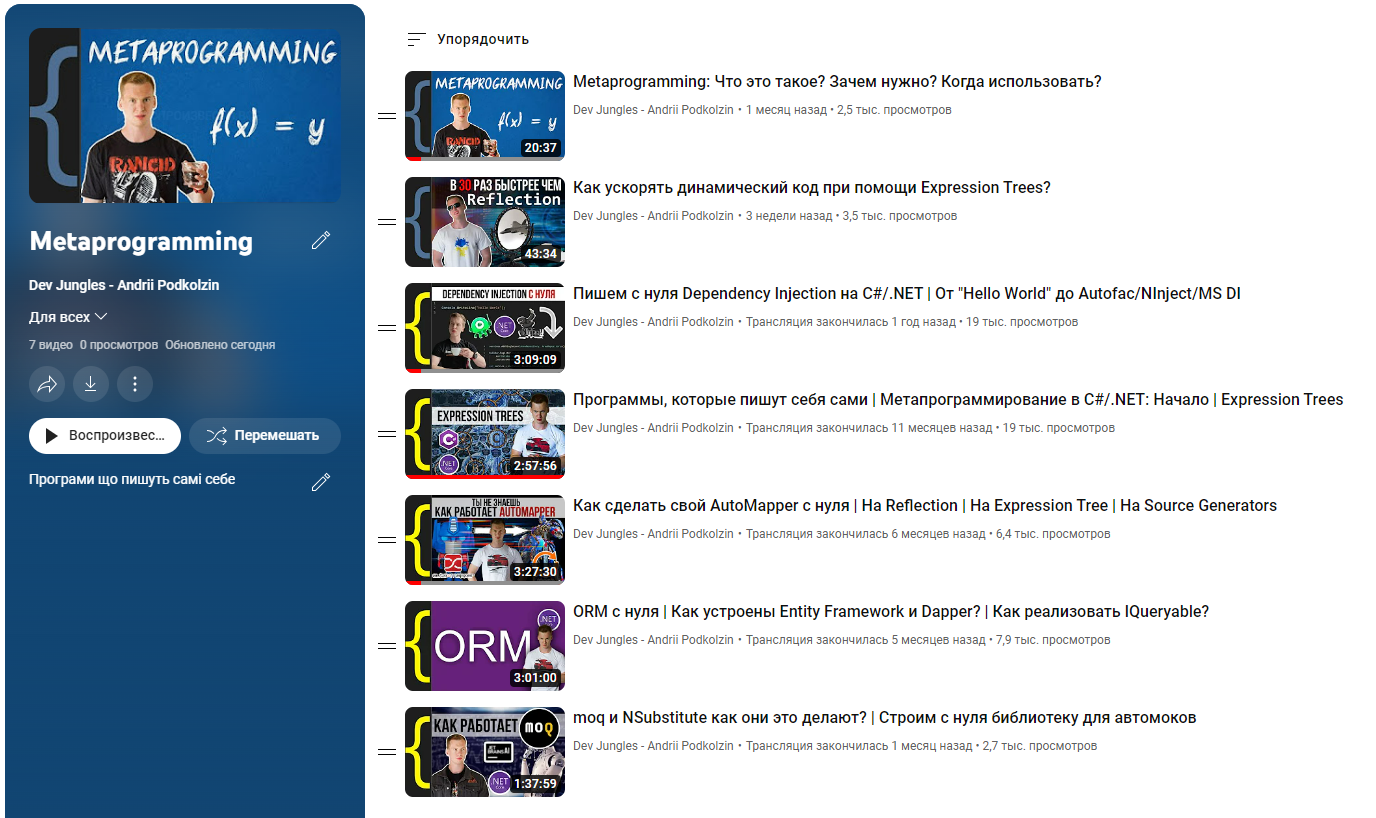 METAPROGRAMMING
f(x) = y
RANCID
Metaprogramming
Dev Jungles - Andrii Podkolzin
Для всех
7 видео 0 просмотров Обновлено сегодня
Воспроизвес...
Перемешать
Програми що пишуть самі себе
Упорядочить
METAPROGRAMMING
f(x) = y
RANCID
20:37
Metaprogramming: Что это такое? Зачем нужно? Когда использовать?
Dev Jungles - Andrii Podkolzin • 1 месяц назад • 2,5 тыс. просмотров
В 30 РАЗ БЫСТРЕЕ ЧЕМ
Reflection
43:34
Как ускорять динамический код при помощи Expression Trees?
Dev Jungles - Andrii Podkolzin • 3 недели назад • 3,5 тыс. просмотров
DEPENDENCY INJECTION С НУЛЯ
.NET
3:09:09
Пишем с нуля Dependency Injection на C#/.NET | От "Hello World" до Autofac/NInject/MS DI
Dev Jungles - Andrii Podkolzin • Трансляция закончилась 1 год назад • 19 тыс. просмотров
EXPRESSION TREES
.NET
2:57:56
Программы, которые пишут себя сами | Метапрограммирование в C#/.NET: Начало | Expression Trees
Dev Jungles - Andrii Podkolzin • Трансляция закончилась 11 месяцев назад • 19 тыс. просмотров
ТЫ НЕ ЗНАЕШЬ
КАК РАБОТАЕТ AUTOMAPPER
3:27:30
Как сделать свой AutoMapper с нуля | На Reflection | На Expression Tree | На Source Generators
Dev Jungles - Andrii Podkolzin • Трансляция закончилась 6 месяцев назад • 6,4 тыс. просмотров
.NET
ORM
3:01:00
ORM с нуля | Как устроены Entity Framework и Dapper? | Как реализовать IQueryable?
Dev Jungles - Andrii Podkolzin • Трансляция закончилась 5 месяцев назад • 7,9 тыс. просмотров
КАК РАБОТАЕТ
MOQ
JET BRAINS AI
.NET
1:37:59
moq и NSubstitute как они это делают? | Строим с нуля библиотеку для автомоков
Dev Jungles - Andrii Podkolzin • Трансляция закончилась 1 месяц назад • 2,7 тыс. просмотров